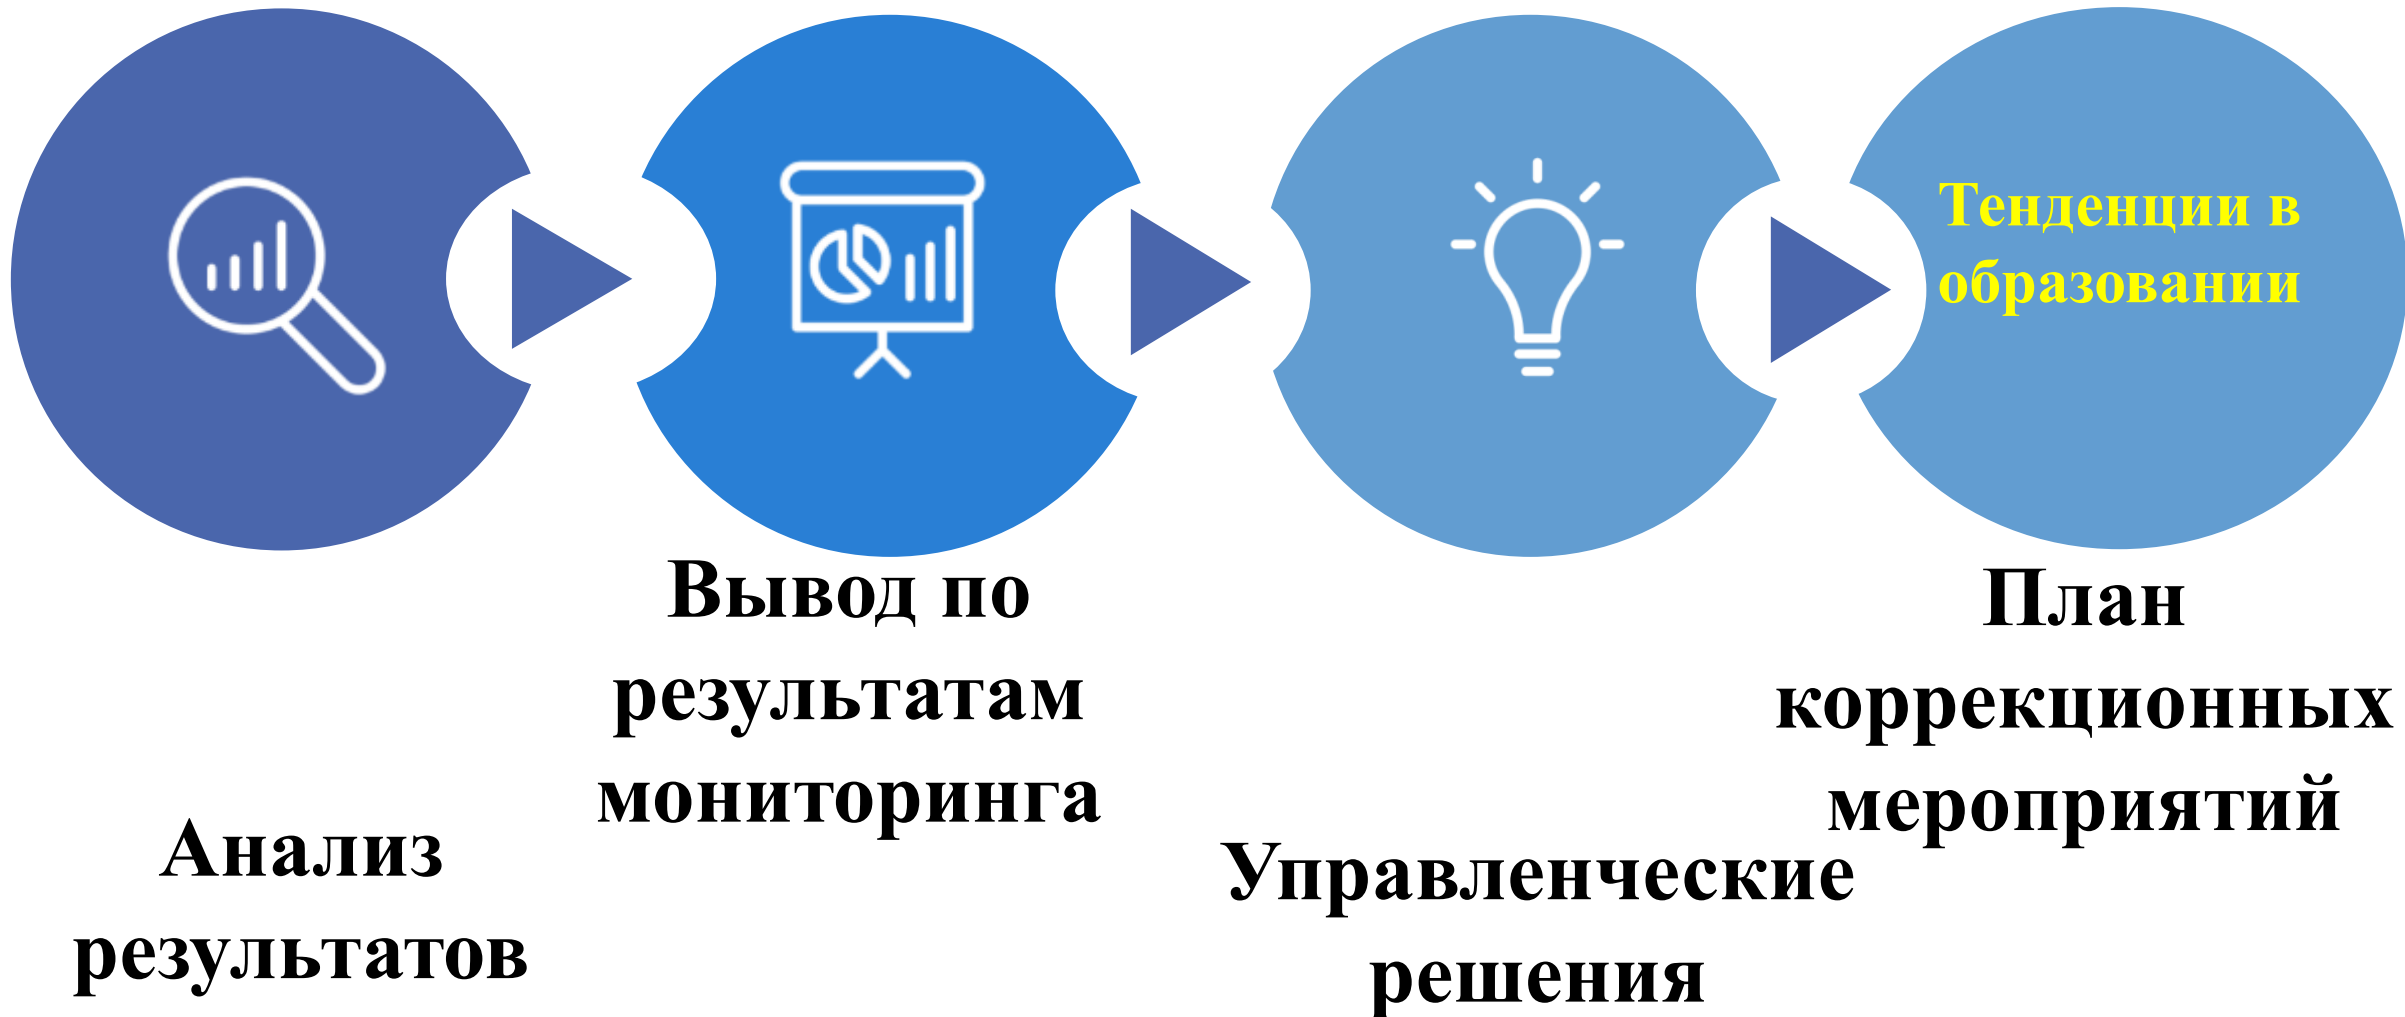 Тенденции в
образовании
Анализ
результатов
Вывод по
результатам
мониторинга
Управленческие
решения
План
коррекционных
мероприятий